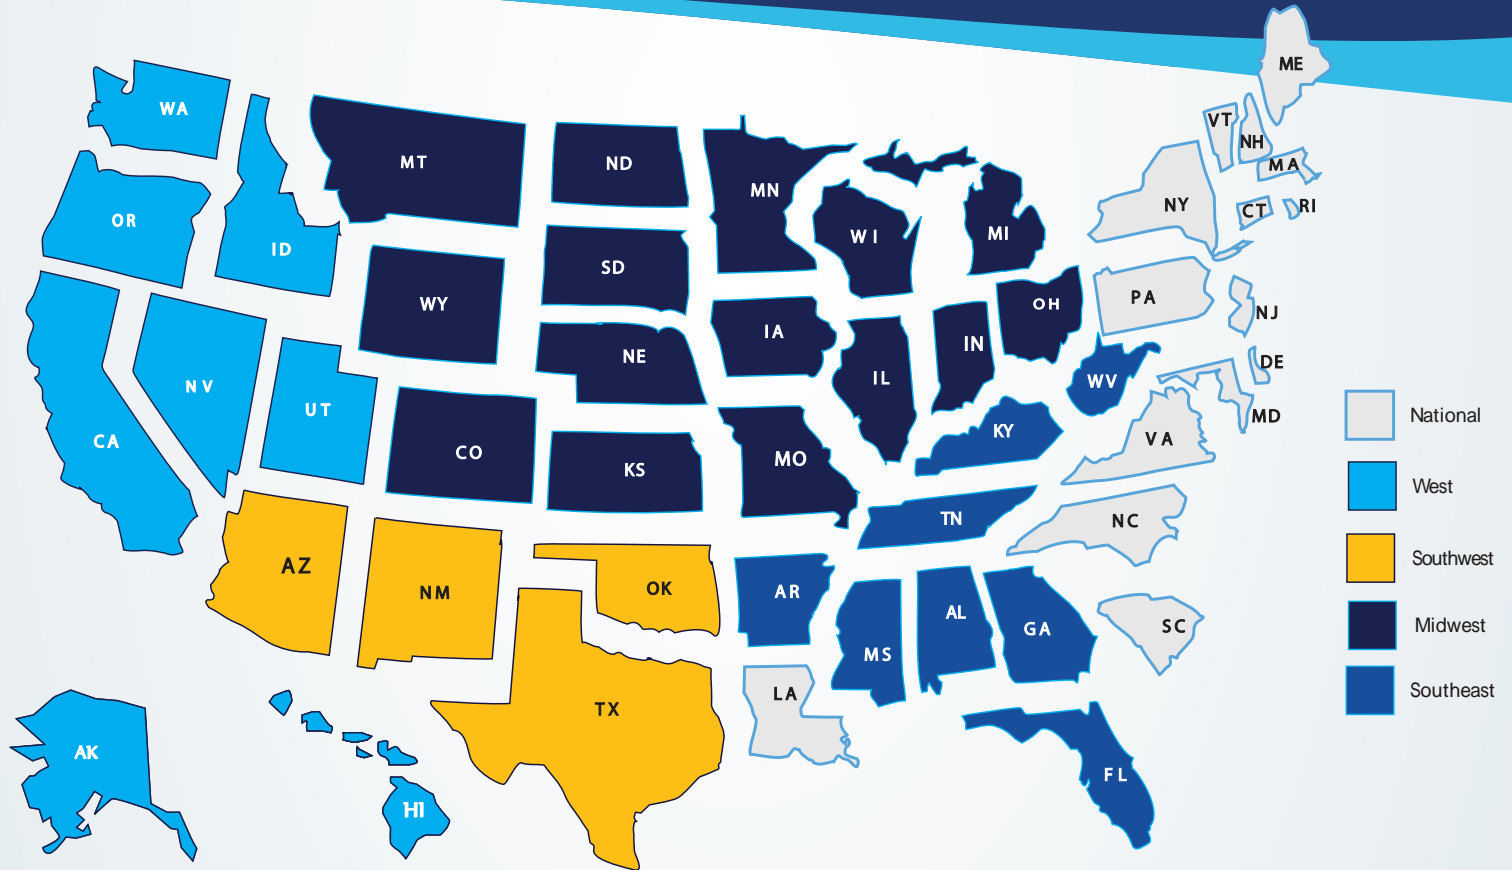 ME
WA
VT
NH
MT
ND
MN
MA
OR
ID
WI
MI
NY
CT
RI
SD
WY
IA
NE
OH
IN
PA
NJ
NV
UT
CA
CO
KS
MO
IL
KY
WV
DE
MD
VA
National
West
AZ
NM
OK
TN
NC
Southwest
AR
MS
AL
GA
SC
Midwest
TX
LA
Southeast
AK
HI
FL